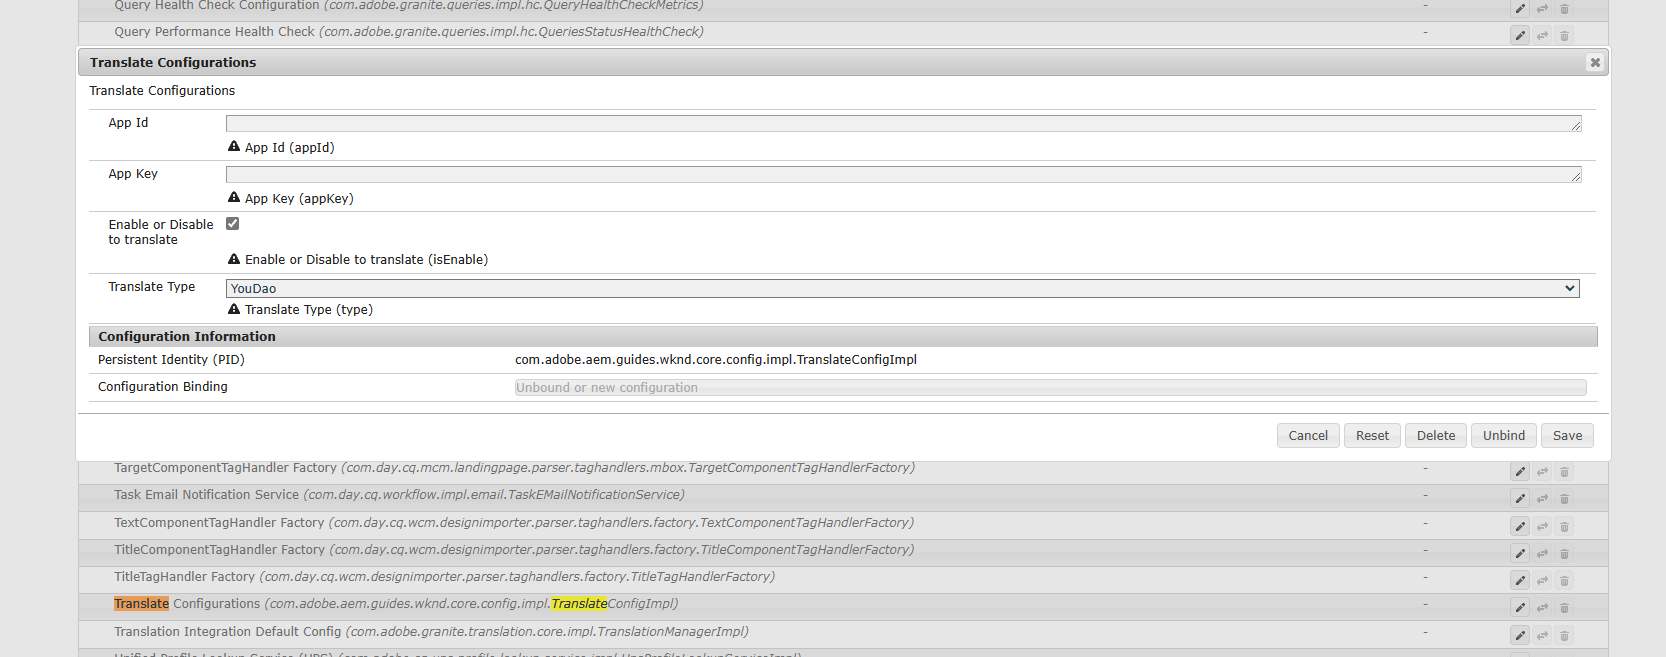 Query Health Check Configuration (com.adobe.granite.queries.impl.hc.QueryHealthCheckMetrics) -
Query Performance Health Check (com.adobe.granite.queries.impl.hc.QueriesStatusHealthCheck) -
Translate Configurations
Translate Configurations
App Id
App Id (appId)
App Key
App Key (appKey)
Enable or Disable
to translate
Enable or Disable to translate (isEnable)
Translate Type
YouDao
Translate Type (type)
Configuration Information
Persistent Identity (PID) com.adobe.aem.guides.wknd.core.config.impl.TranslateConfigImpl
Configuration Binding Unbound or new configuration
Cancel Reset Delete Unbind Save
TargetComponentTagHandler Factory (com.day.cq.mcm.landingpage.parser.taghandlers.mbox.TargetComponentTagHandlerFactory) -
Task Email Notification Service (com.day.cq.workflow.impl.email.TaskEMailNotificationService) -
TextComponentTagHandler Factory (com.day.cq.wcm.designimporter.parser.taghandlers.factory.TextComponentTagHandlerFactory) -
TitleComponentTagHandler Factory (com.day.cq.wcm.designimporter.parser.taghandlers.factory.TitleComponentTagHandlerFactory) -
TitleTagHandler Factory (com.day.cq.wcm.designimporter.parser.taghandlers.factory.TitleTagHandlerFactory) -
Translate Configurations (com.adobe.aem.guides.wknd.core.config.impl.TranslateConfigImpl) -
Translation Integration Default Config (com.adobe.granite.translation.core.impl.TranslationManagerImpl) -